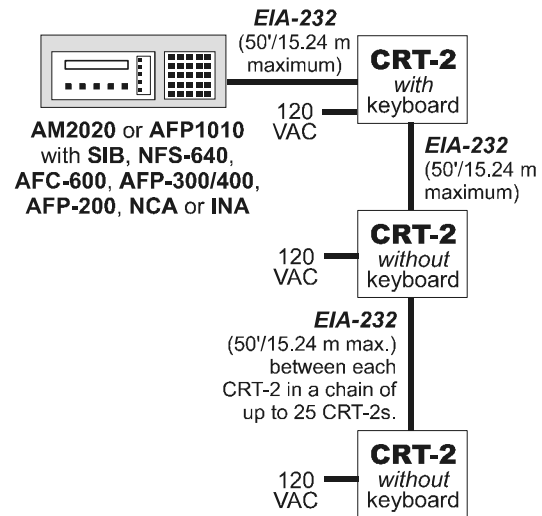 EIA-232
(50'/15.24 m
maximum)
CRT-2
with
keyboard
120
VAC
AM2020 or AFP1010
with SIB, NFS-640,
AFC-600, AFP-300/400,
AFP-200, NCA or INA
EIA-232
(50'/15.24 m
maximum)
CRT-2
without
keyboard
120
VAC
EIA-232
(50'/15.24 m max.)
between each
CRT-2 in a chain of
up to 25 CRT-2s.
CRT-2
without
keyboard
120
VAC